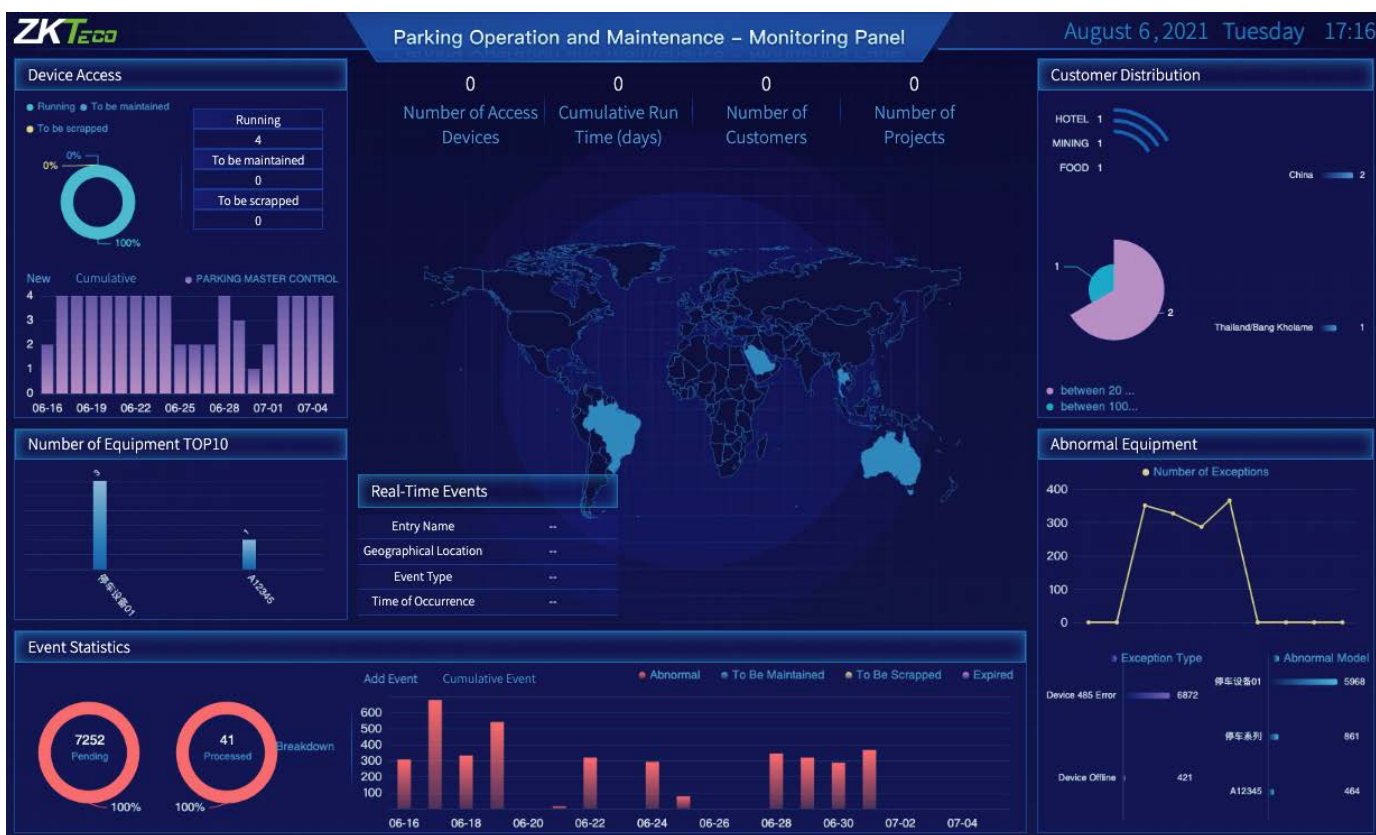 ZKTeco
Parking Operation and Maintenance – Monitoring Panel
August 6,2021 Tuesday 17:16
Device Access
Running To be maintained
To be scrapped
0%
0%
100%
Running
4
To be maintained
0
To be scrapped
0
New Cumulative PARKING MASTER CONTROL
4
3
2
1
0
06-16 06-19 06-22 06-25 06-28 07-01 07-04
Number of Equipment TOP10
3
1
停车设备01
A12345
0 0 0 0
Number of Access Devices
Cumulative Run Time (days)
Number of Customers
Number of Projects
Real-Time Events
Entry Name --
Geographical Location --
Event Type --
Time of Occurrence --
Customer Distribution
HOTEL 1
MINING 1
FOOD 1
China 2
1
2
Thailand/Bang Kholame 1
between 20 ...
between 100...
Abnormal Equipment
Number of Exceptions
400
300
200
100
0
Exception Type
Device 485 Error 6872
Device Offline 421
Abnormal Model
停车设备01 5968
停车系列 861
A12345 464
Event Statistics
7252
Pending
100%
41
Processed
100%
Breakdown
Add Event Cumulative Event
Abnormal To Be Maintained To Be Scrapped Expired
600
500
400
300
200
100
06-16 06-18 06-20 06-22 06-24 06-26 06-28 06-30 07-02 07-04